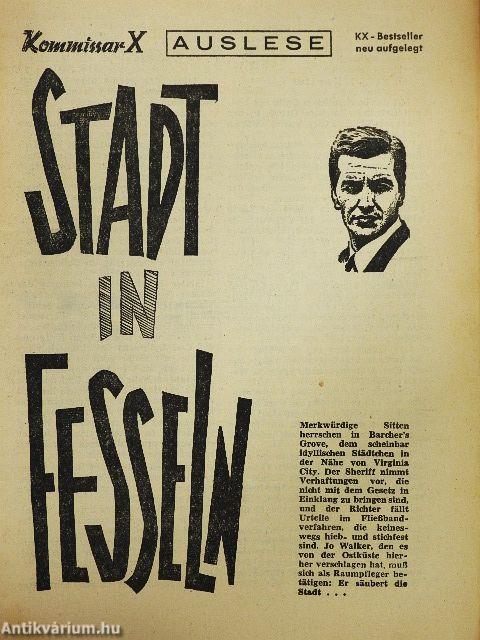 Kommissar X AUSLESE KX - Bestseller
neu aufgelegt
STADT
IN
FESSELN
Merkwürdige Sitten
herrschen in Barcher's
Grove, dem scheinbar
idyllischen Städtchen in
der Nähe von Virginia
City. Der Sheriff nimmt
Verhaftungen vor, die
nicht mit dem Gesetz in
Einklang zu bringen sind,
und der Richter fällt
Urteile im Fließband-
verfahren, die keines-
wegs hieb- und stichfest
sind. Jo Walker, den es
von der Ostküste hier-
her verschlagen hat, muß
sich als Raumpfleger be-
tätigen: Er säubert die
Stadt . . .
© Antikvárium.hu